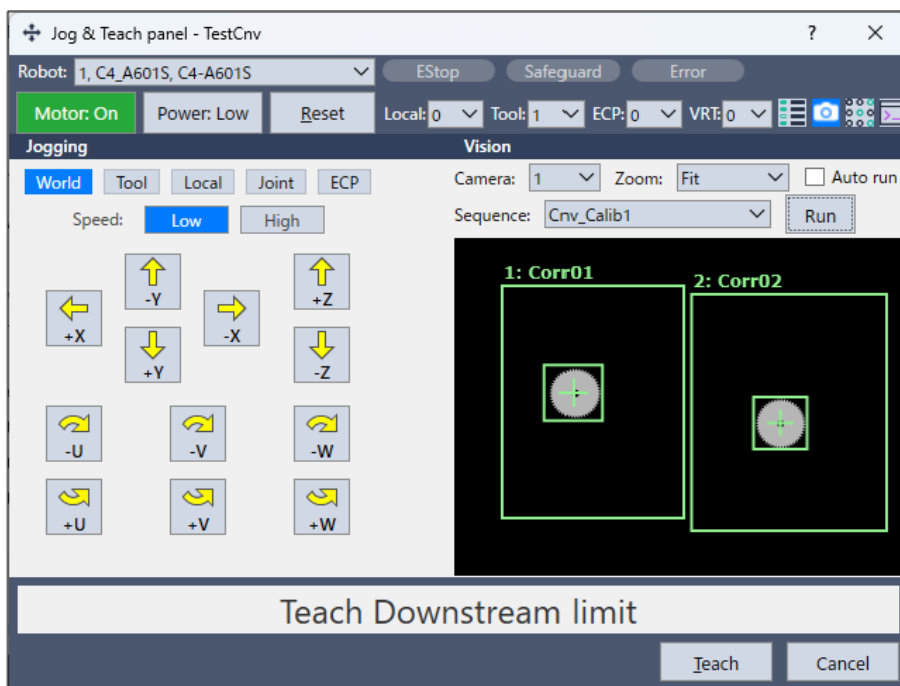 Jog & Teach panel - TestCnv
Robot: 1, C4_A601S, C4-A601S EStop Safeguard Error
Motor: On Power: Low Reset Local: 0 Tool: 1 ECP: 0 VRT: 0
Jogging
World Tool Local Joint ECP
Speed: Low High
-Y +Z
+X -X
+Y -Z
-U -V -W
+U +V +W
Vision
Camera: 1 Zoom: Fit Auto run
Sequence: Cnv_Calib1 Run
1: Corr01
2: Corr02
Teach Downstream limit
Teach Cancel